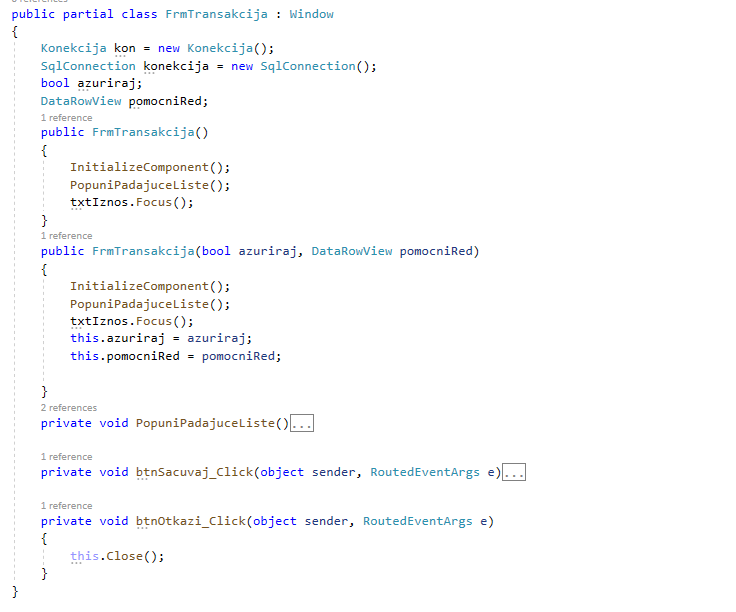 public partial class FrmTransakcija : Window
{
    Konekcija kon = new Konekcija();
    SqlConnection konekcija = new SqlConnection();
    bool azuriraj;
    DataRowView pomocniRed;
    1 reference
    public FrmTransakcija()
    {
        InitializeComponent();
        PopuniPadajuceListe();
        txtIznos.Focus();
    }
    1 reference
    public FrmTransakcija(bool azuriraj, DataRowView pomocniRed)
    {
        InitializeComponent();
        PopuniPadajuceListe();
        txtIznos.Focus();
        this.azuriraj = azuriraj;
        this.pomocniRed = pomocniRed;
    }
    2 references
    private void PopuniPadajuceListe()...
    1 reference
    private void btnSacuvaj_Click(object sender, RoutedEventArgs e)...
    1 reference
    private void btnOtkazi_Click(object sender, RoutedEventArgs e)
    {
        this.Close();
    }
}